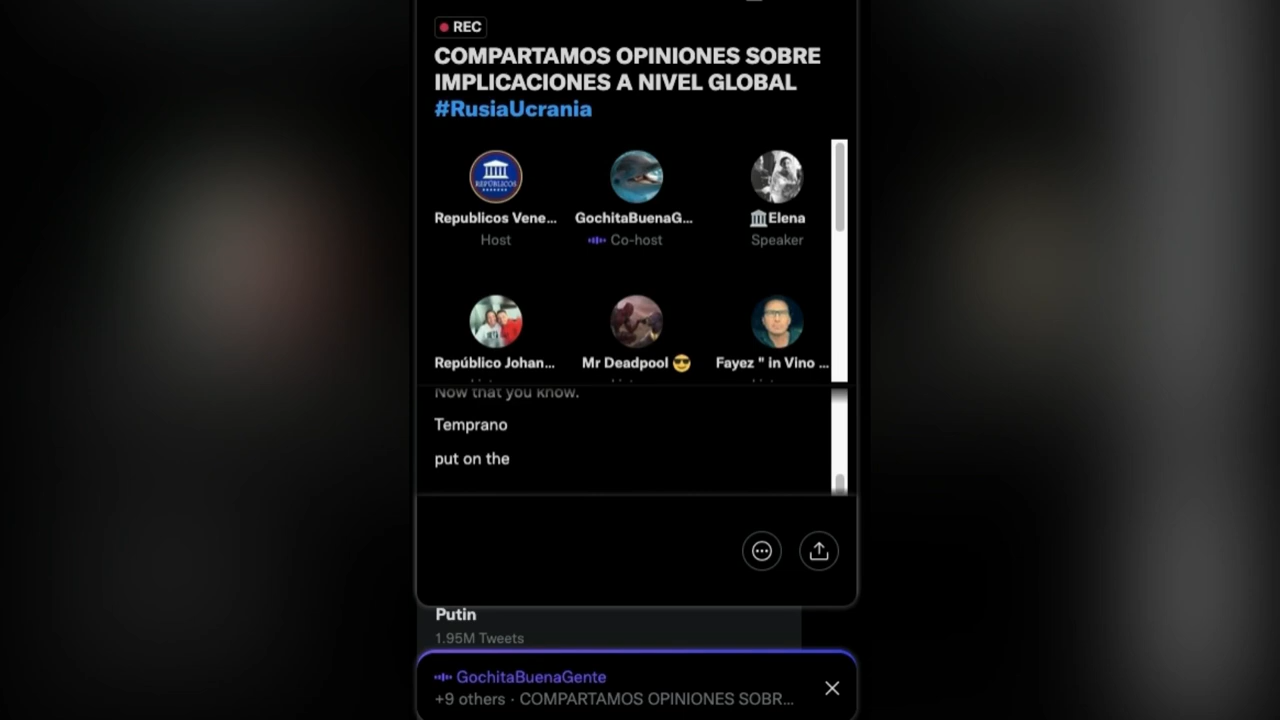 REC
COMPARTAMOS OPINIONES SOBRE
IMPLICACIONES A NIVEL GLOBAL
#RusiaUcrania
REPÚBLICOS
Republicos Vene...
GochitaBuenaG...
🏛Elena
Host
Co-host
Speaker
Repúblico Johan...
Mr Deadpool 😎
Fayez " in Vino ...
Now that you know.
Temprano
put on the
Putin
1.95M Tweets
GochitaBuenaGente
+9 others · COMPARTAMOS OPINIONES SOBR...